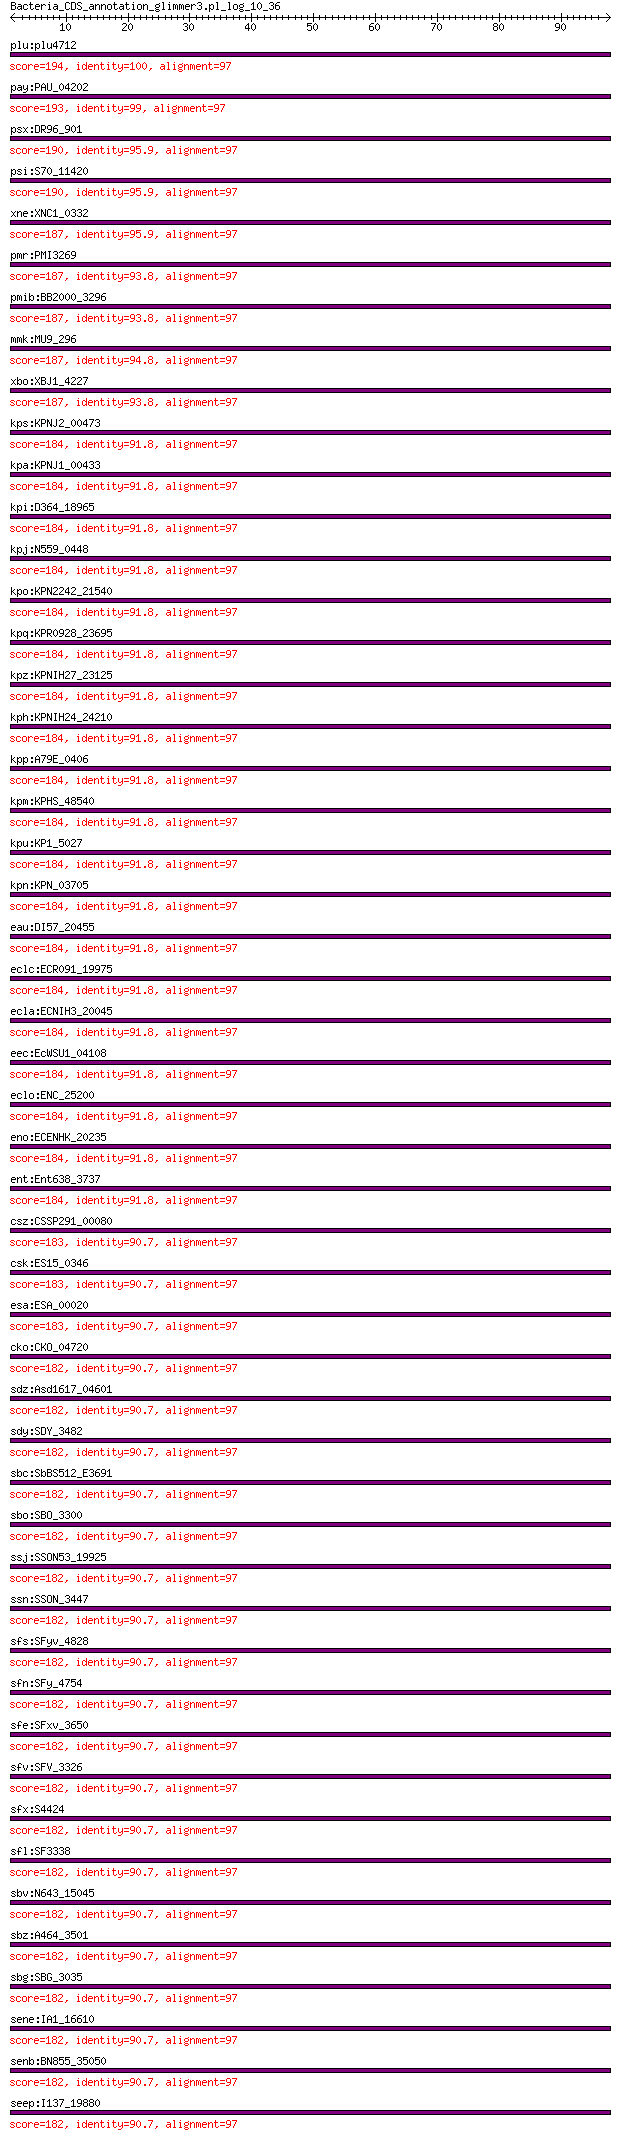 Bacteria_CDS_annotation_glimmer3.pl_log_10_36
10 20 30 40 50 60 70 80 90
plu:plu4712
score=194, identity=100, alignment=97
pay:PAU_04202
score=193, identity=99, alignment=97
psx:DR96_901
score=190, identity=95.9, alignment=97
psi:S70_11420
score=190, identity=95.9, alignment=97
xne:XNC1_0332
score=187, identity=95.9, alignment=97
pmr:PMI3269
score=187, identity=93.8, alignment=97
pmib:BB2000_3296
score=187, identity=93.8, alignment=97
mmk:MU9_296
score=187, identity=94.8, alignment=97
xbo:XBJ1_4227
score=187, identity=93.8, alignment=97
kps:KPNJ2_00473
score=184, identity=91.8, alignment=97
kpa:KPNJ1_00433
score=184, identity=91.8, alignment=97
kpi:D364_18965
score=184, identity=91.8, alignment=97
kpj:N559_0448
score=184, identity=91.8, alignment=97
kpo:KPN2242_21540
score=184, identity=91.8, alignment=97
kpq:KPR0928_23695
score=184, identity=91.8, alignment=97
kpz:KPNIH27_23125
score=184, identity=91.8, alignment=97
kph:KPNIH24_24210
score=184, identity=91.8, alignment=97
kpp:A79E_0406
score=184, identity=91.8, alignment=97
kpm:KPHS_48540
score=184, identity=91.8, alignment=97
kpu:KP1_5027
score=184, identity=91.8, alignment=97
kpn:KPN_03705
score=184, identity=91.8, alignment=97
eau:DI57_20455
score=184, identity=91.8, alignment=97
eclc:ECR091_19975
score=184, identity=91.8, alignment=97
ecla:ECNIH3_20045
score=184, identity=91.8, alignment=97
eec:EcWSU1_04108
score=184, identity=91.8, alignment=97
eclo:ENC_25200
score=184, identity=91.8, alignment=97
eno:ECENHK_20235
score=184, identity=91.8, alignment=97
ent:Ent638_3737
score=184, identity=91.8, alignment=97
csz:CSSP291_00080
score=183, identity=90.7, alignment=97
csk:ES15_0346
score=183, identity=90.7, alignment=97
esa:ESA_00020
score=183, identity=90.7, alignment=97
cko:CKO_04720
score=182, identity=90.7, alignment=97
sdz:Asd1617_04601
score=182, identity=90.7, alignment=97
sdy:SDY_3482
score=182, identity=90.7, alignment=97
sbc:SbBS512_E3691
score=182, identity=90.7, alignment=97
sbo:SBO_3300
score=182, identity=90.7, alignment=97
ssj:SSON53_19925
score=182, identity=90.7, alignment=97
ssn:SSON_3447
score=182, identity=90.7, alignment=97
sfs:SFyv_4828
score=182, identity=90.7, alignment=97
sfn:SFy_4754
score=182, identity=90.7, alignment=97
sfe:SFxv_3650
score=182, identity=90.7, alignment=97
sfv:SFV_3326
score=182, identity=90.7, alignment=97
sfx:S4424
score=182, identity=90.7, alignment=97
sfl:SF3338
score=182, identity=90.7, alignment=97
sbv:N643_15045
score=182, identity=90.7, alignment=97
sbz:A464_3501
score=182, identity=90.7, alignment=97
sbg:SBG_3035
score=182, identity=90.7, alignment=97
sene:IA1_16610
score=182, identity=90.7, alignment=97
senb:BN855_35050
score=182, identity=90.7, alignment=97
seep:I137_19880
score=182, identity=90.7, alignment=97